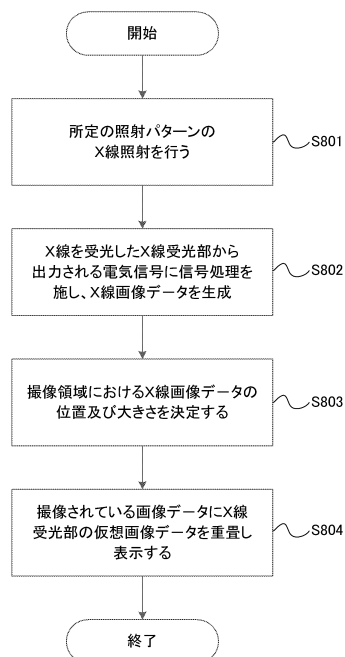 開始
所定の照射パターンの
X線照射を行う
S801
X線を受光したX線受光部から
出力される電気信号に信号処理を
施し、X線画像データを生成
S802
撮像領域におけるX線画像データの
位置及び大きさを決定する
S803
撮像されている画像データにX線
受光部の仮想画像データを重畳し
表示する
S804
終了